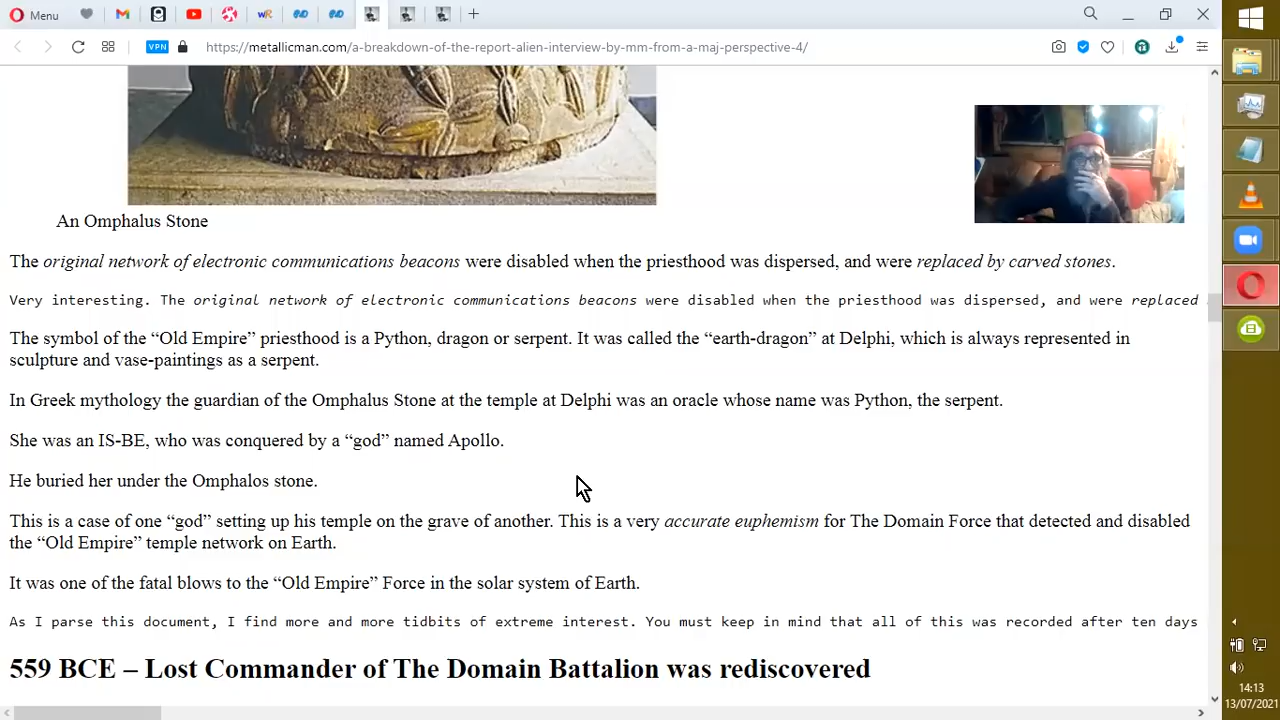 Menu
VPN
https://metallicman.com/a-breakdown-of-the-report-alien-interview-by-mm-from-a-maj-perspective-4/
An Omphalus Stone
The original network of electronic communications beacons were disabled when the priesthood was dispersed, and were replaced by carved stones.
Very interesting. The original network of electronic communications beacons were disabled when the priesthood was dispersed, and were replaced
The symbol of the “Old Empire” priesthood is a Python, dragon or serpent. It was called the “earth-dragon” at Delphi, which is always represented in
sculpture and vase-paintings as a serpent.
In Greek mythology the guardian of the Omphalus Stone at the temple at Delphi was an oracle whose name was Python, the serpent.
She was an IS-BE, who was conquered by a “god” named Apollo.
He buried her under the Omphalos stone.
This is a case of one “god” setting up his temple on the grave of another. This is a very accurate euphemism for The Domain Force that detected and disabled
the “Old Empire” temple network on Earth.
It was one of the fatal blows to the “Old Empire” Force in the solar system of Earth.
As I parse this document, I find more and more tidbits of extreme interest. You must keep in mind that all of this was recorded after ten days
559 BCE – Lost Commander of The Domain Battalion was rediscovered
14:13
13/07/2021